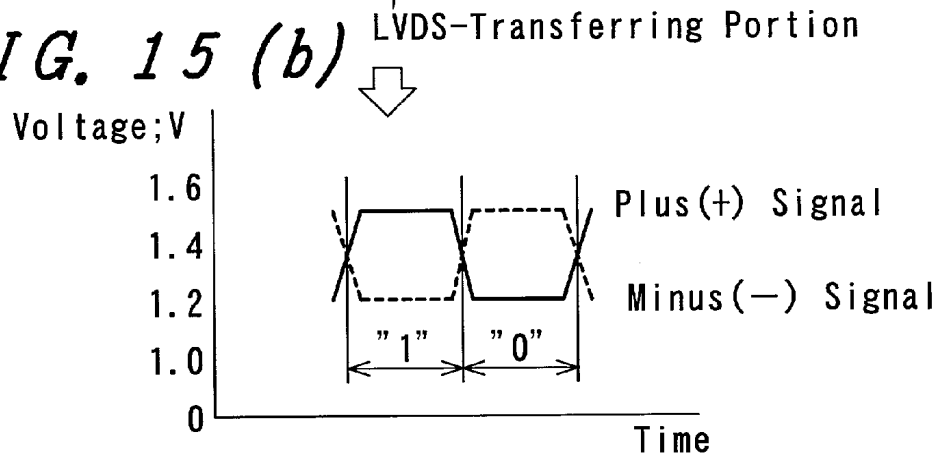 LVDS-Transferring Portion
IG. 15 (b)
Voltage;V
1.6
1.4
1.2
1.0
0
Plus(+) Signal
Minus(—) Signal
"1" "0"
Time